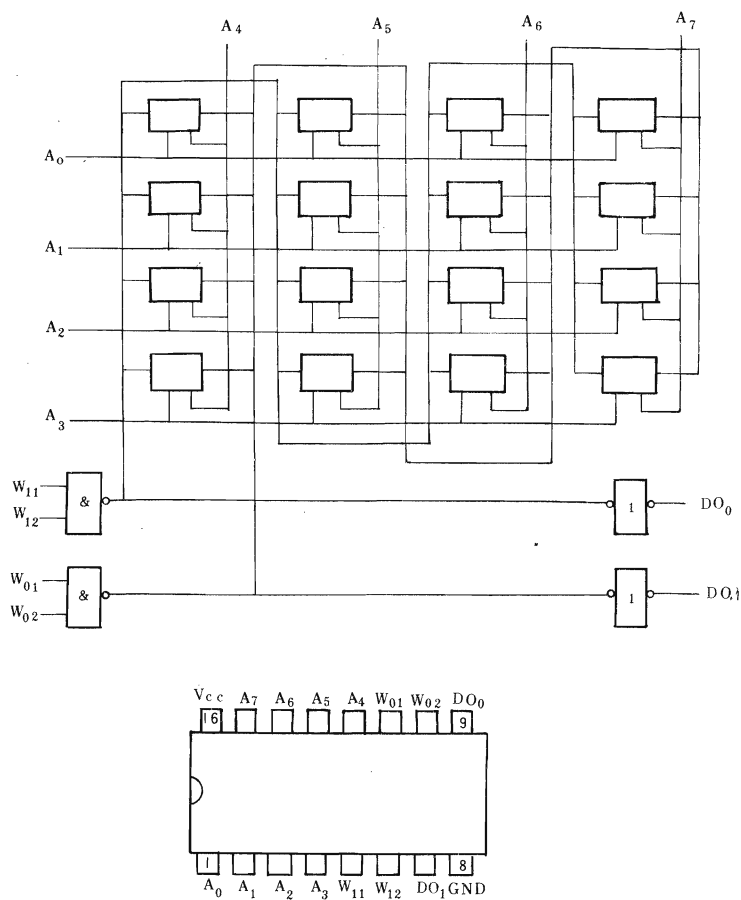 A4 A5 A6 A7
A0
A1
A2
A3
W11
W12
&
1
DO0
W01
W02
&
1
DO1
Vcc A7 A6 A5 A4 W01 W02 DO0
16 9
1 8
A0 A1 A2 A3 W11 W12 DO1 GND